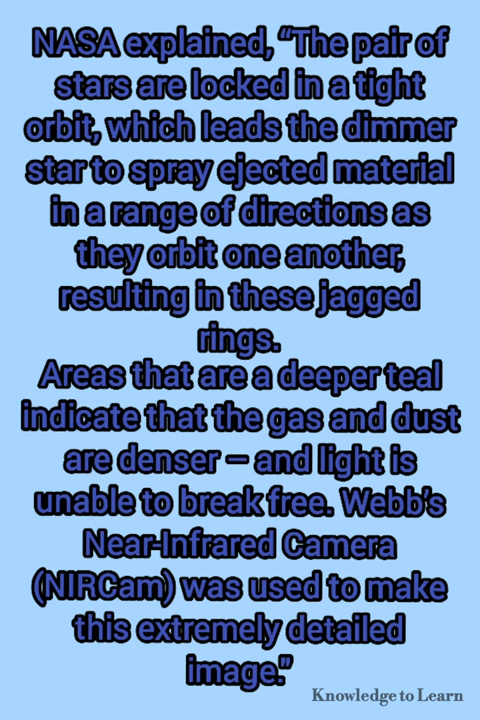 NASA explained, “The pair of
stars are locked in a tight
orbit, which leads the dimmer
star to spray ejected material
in a range of directions as
they orbit one another,
resulting in these jagged
rings.
Areas that are a deeper teal
indicate that the gas and dust
are denser – and light is
unable to break free. Webb’s
Near-Infrared Camera
(NIRCam) was used to make
this extremely detailed
image.”
Knowledge to Learn